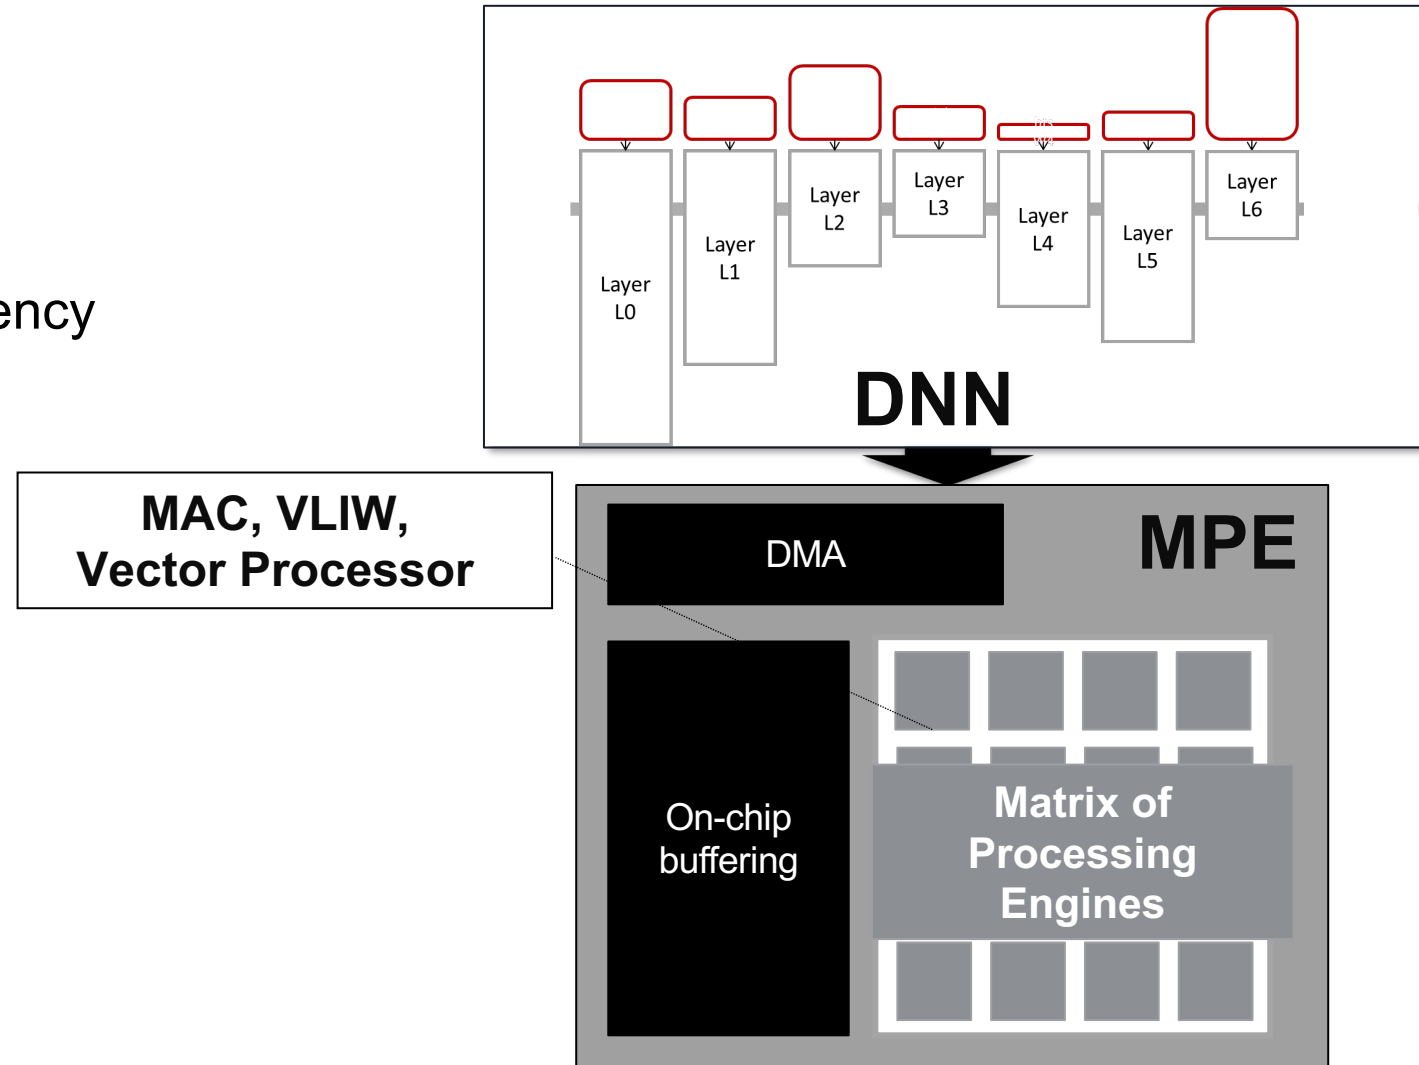 Layer
L0
Layer
L1
Layer
L2
Layer
L3
Layer
L4
Layer
L5
Layer
L6
ency
DNN
MAC, VLIW,
Vector Processor
DMA
MPE
On-chip
buffering
Matrix of
Processing
Engines